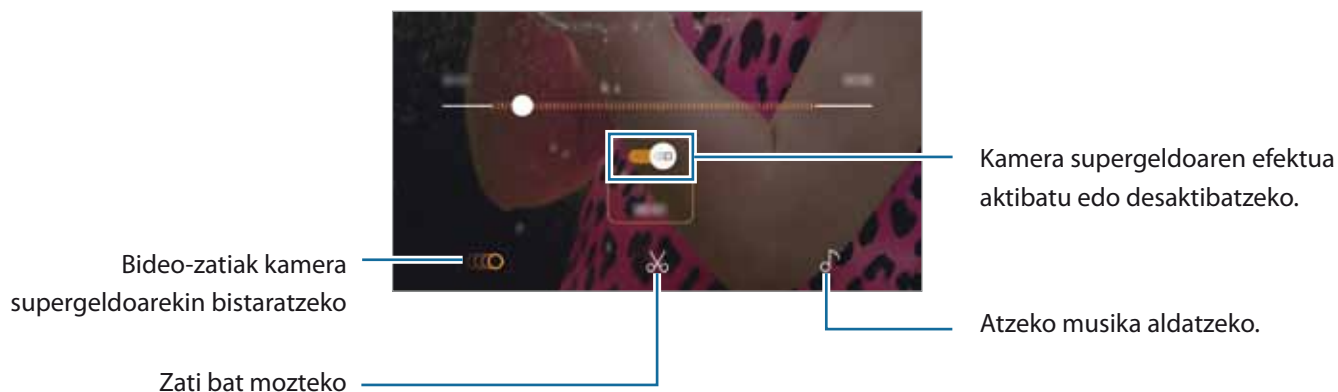 Kamera supergeldoaren efektua
aktibatu edo desaktibatzeko.
Bideo-zatiak kamera
supergeldoarekin bistaratzeko
Atzeko musika aldatzeko.
Zati bat mozteko